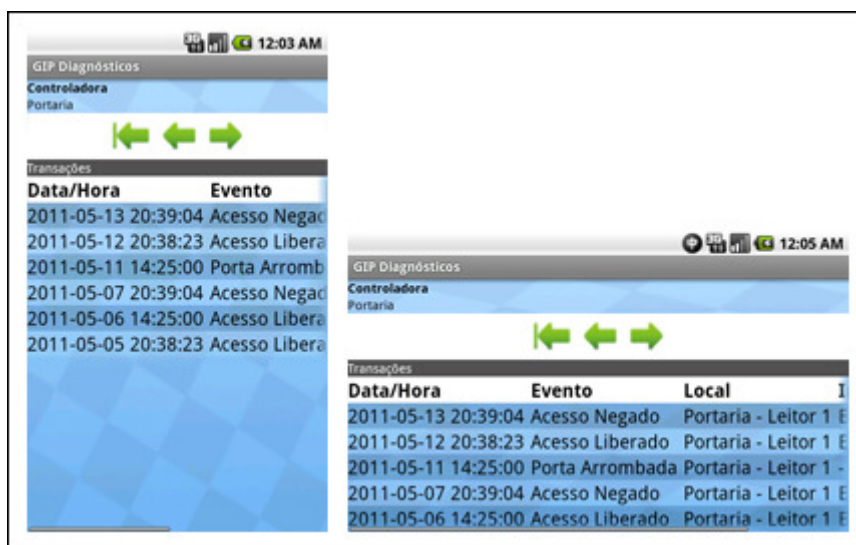 12:03 AM
GIP Diagnósticos
Controladora
Portaria
Transações
Data/Hora Evento
2011-05-13 20:39:04 Acesso Negad
2011-05-12 20:38:23 Acesso Libera
2011-05-11 14:25:00 Porta Arromb
2011-05-07 20:39:04 Acesso Negad
2011-05-06 14:25:00 Acesso Libera
2011-05-05 20:38:23 Acesso Libera
12:05 AM
GIP Diagnósticos
Controladora
Portaria
Transações
Data/Hora Evento Local I
2011-05-13 20:39:04 Acesso Negado Portaria - Leitor 1 E
2011-05-12 20:38:23 Acesso Liberado Portaria - Leitor 1 E
2011-05-11 14:25:00 Porta Arrombada Portaria - Leitor 1 -
2011-05-07 20:39:04 Acesso Negado Portaria - Leitor 1 E
2011-05-06 14:25:00 Acesso Liberado Portaria - Leitor 1 E